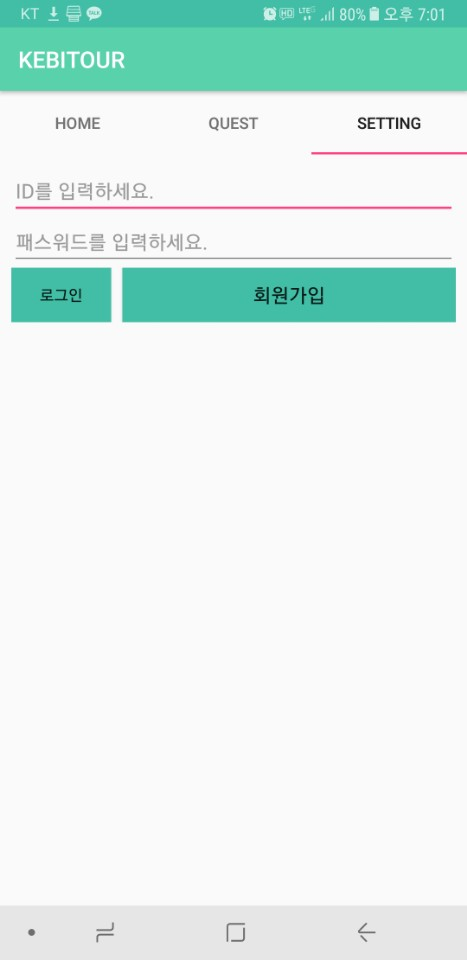 KT 80% 오후 7:01
KEBITOUR
HOME QUEST SETTING
ID를 입력하세요.
패스워드를 입력하세요.
로그인 회원가입